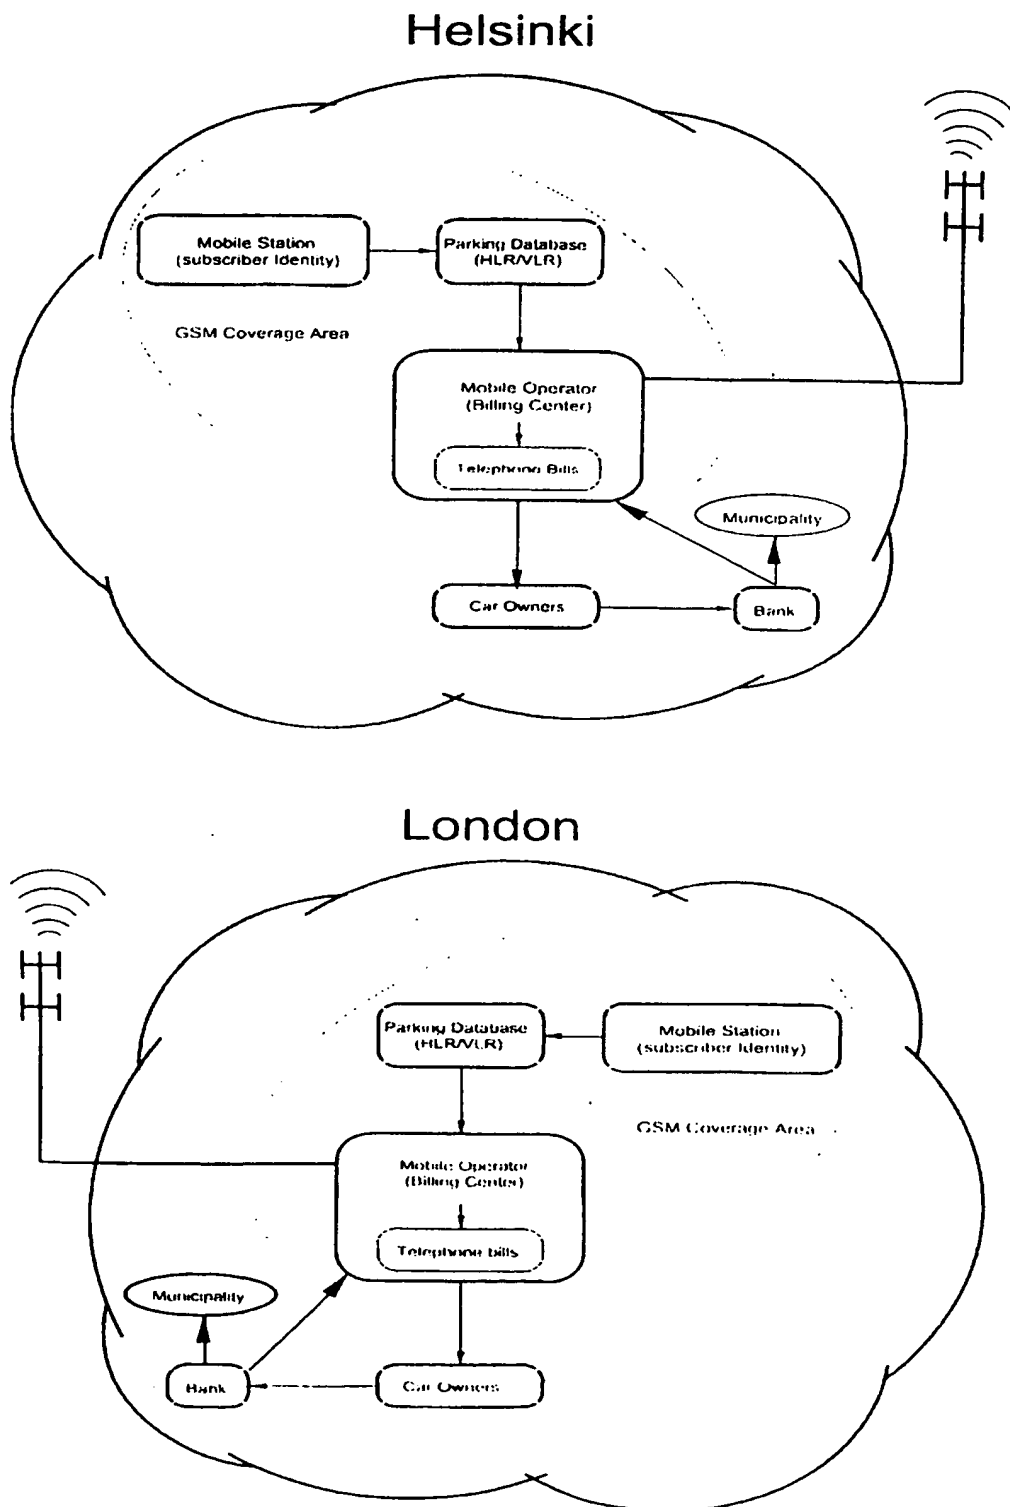 Helsinki
Mobile Station
(subscriber Identity)
Parking Database
(HLR/VLR)
GSM Coverage Area
Mobile Operator
(Billing Center)
Telephone Bills
Municipality
Car Owners
Bank
London
Parking Database
(HLR/VLR)
Mobile Station
(subscriber Identity)
GSM Coverage Area
Mobile Operator
(Billing Center)
Telephone bills
Municipality
Bank
Car Owners